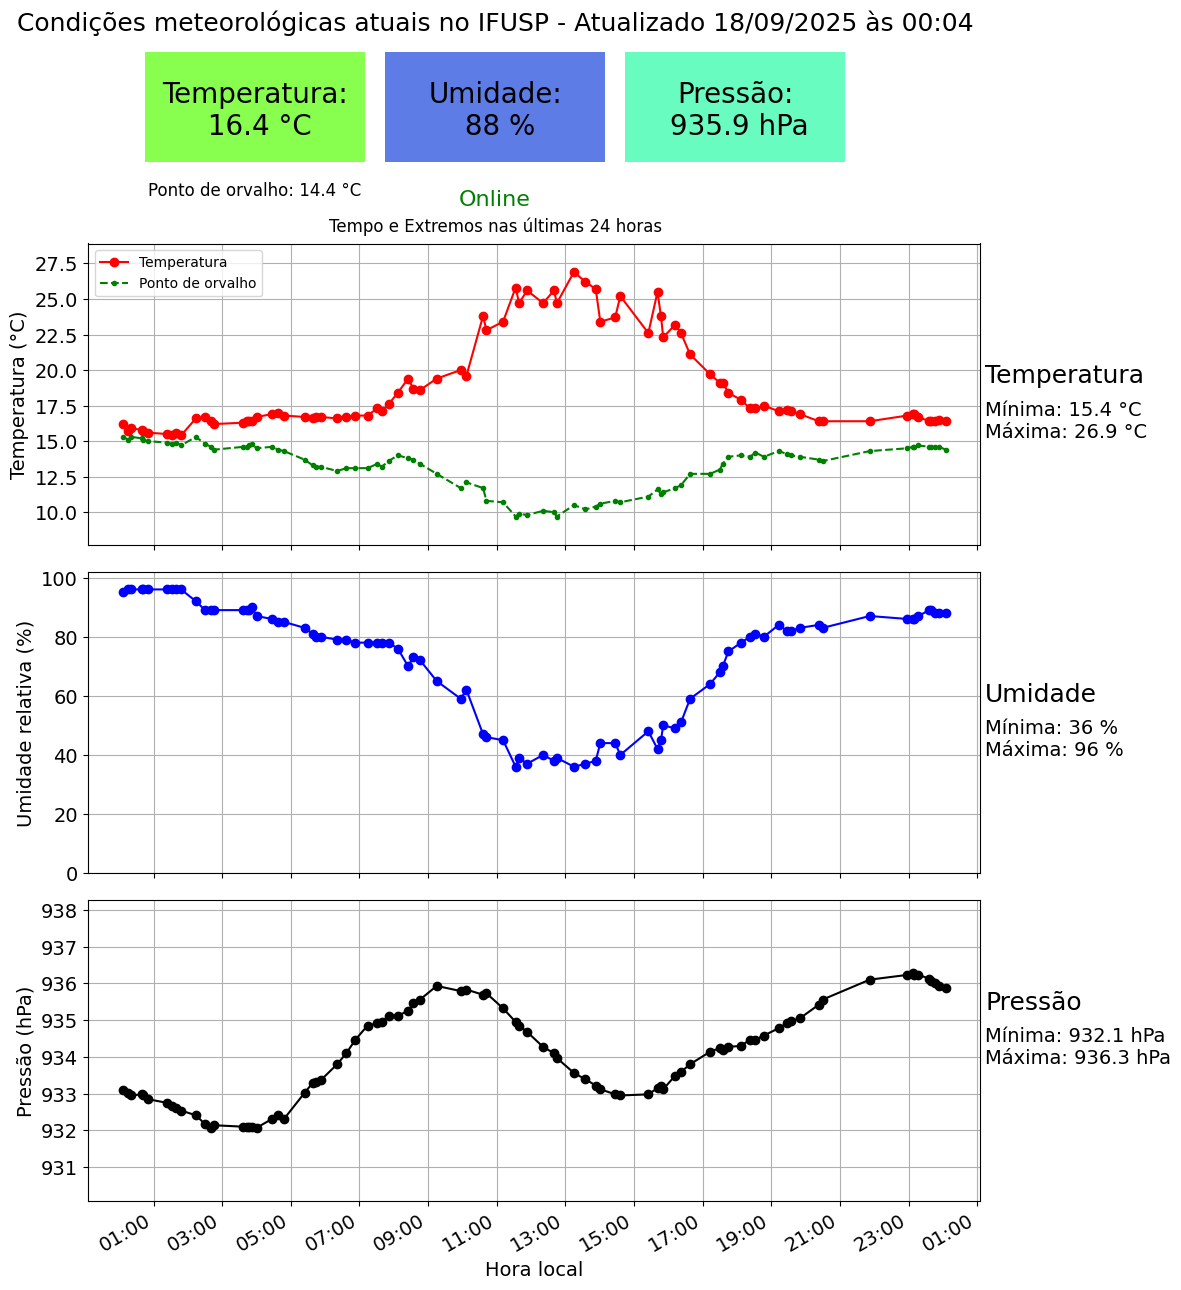 Condições meteorológicas atuais no IFUSP - Atualizado 18/09/2025 às 00:04
Temperatura:
16.4 °C
Umidade:
88 %
Pressão:
935.9 hPa
Ponto de orvalho: 14.4 °C
Online
Tempo e Extremos nas últimas 24 horas
Temperatura (°C)
27.5
25.0
22.5
20.0
17.5
15.0
12.5
10.0
Temperatura
Ponto de orvalho
Temperatura
Mínima: 15.4 °C
Máxima: 26.9 °C
Umidade relativa (%)
100
80
60
40
20
0
Umidade
Mínima: 36 %
Máxima: 96 %
Pressão (hPa)
938
937
936
935
934
933
932
931
Pressão
Mínima: 932.1 hPa
Máxima: 936.3 hPa
01:00 03:00 05:00 07:00 09:00 11:00 13:00 15:00 17:00 19:00 21:00 23:00 01:00
Hora local